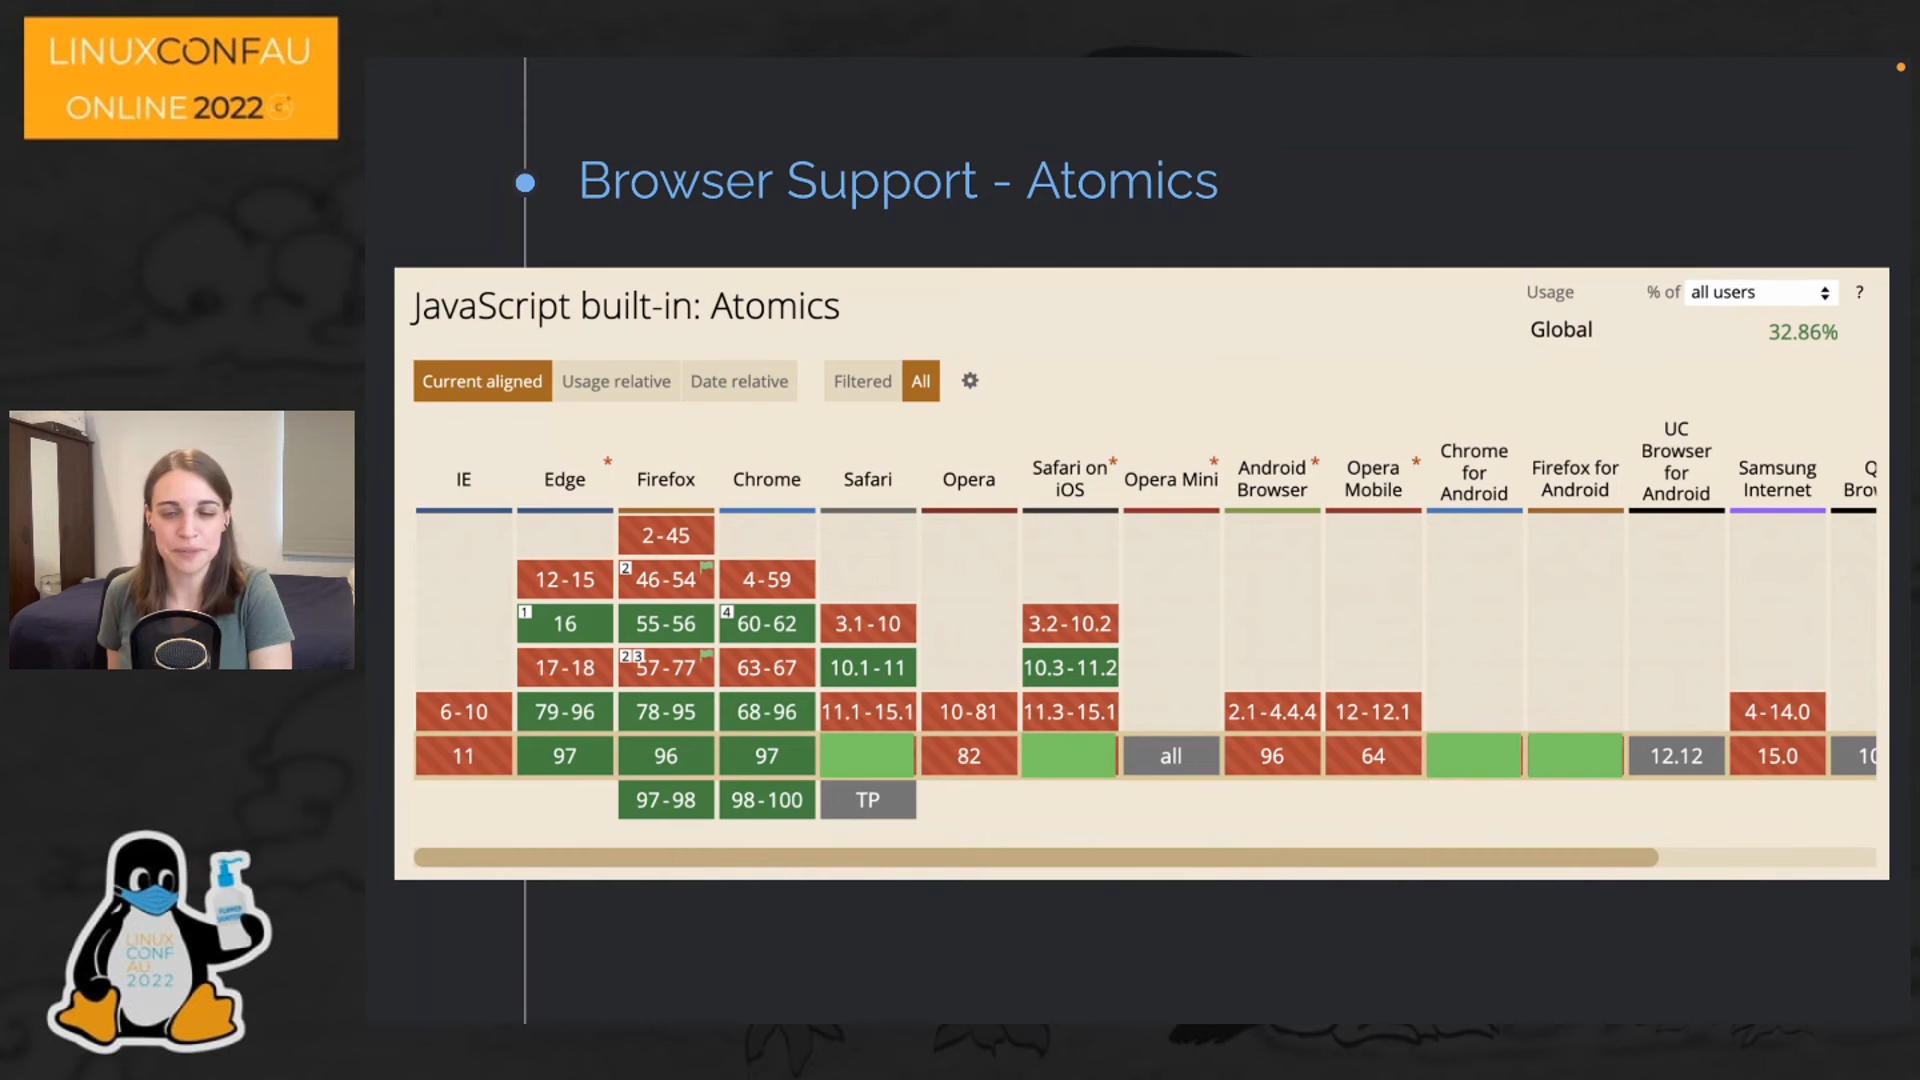 LINUXCONFAU
ONLINE 2022
Browser Support - Atomics
JavaScript built-in: Atomics
Usage % of all users ?
Global 32.86%
Current aligned Usage relative Date relative Filtered All
IE Edge * Firefox Chrome Safari Opera Safari on iOS * Opera Mini * Android Browser * Opera Mobile * Chrome for Android Firefox for Android UC Browser for Android Samsung Internet
2-45
12-15 2 46-54 4-59
1 16 55-56 4 60-62 3.1-10 3.2-10.2
17-18 2 3 57-77 63-67 10.1-11 10.3-11.2
6-10 79-96 78-95 68-96 11.1-15.1 10-81 11.3-15.1 2.1-4.4.4 12-12.1 4-14.0
11 97 96 97 82 all 96 64 12.12 15.0
97-98 98-100 TP
LINUX
CONF
AU
2022